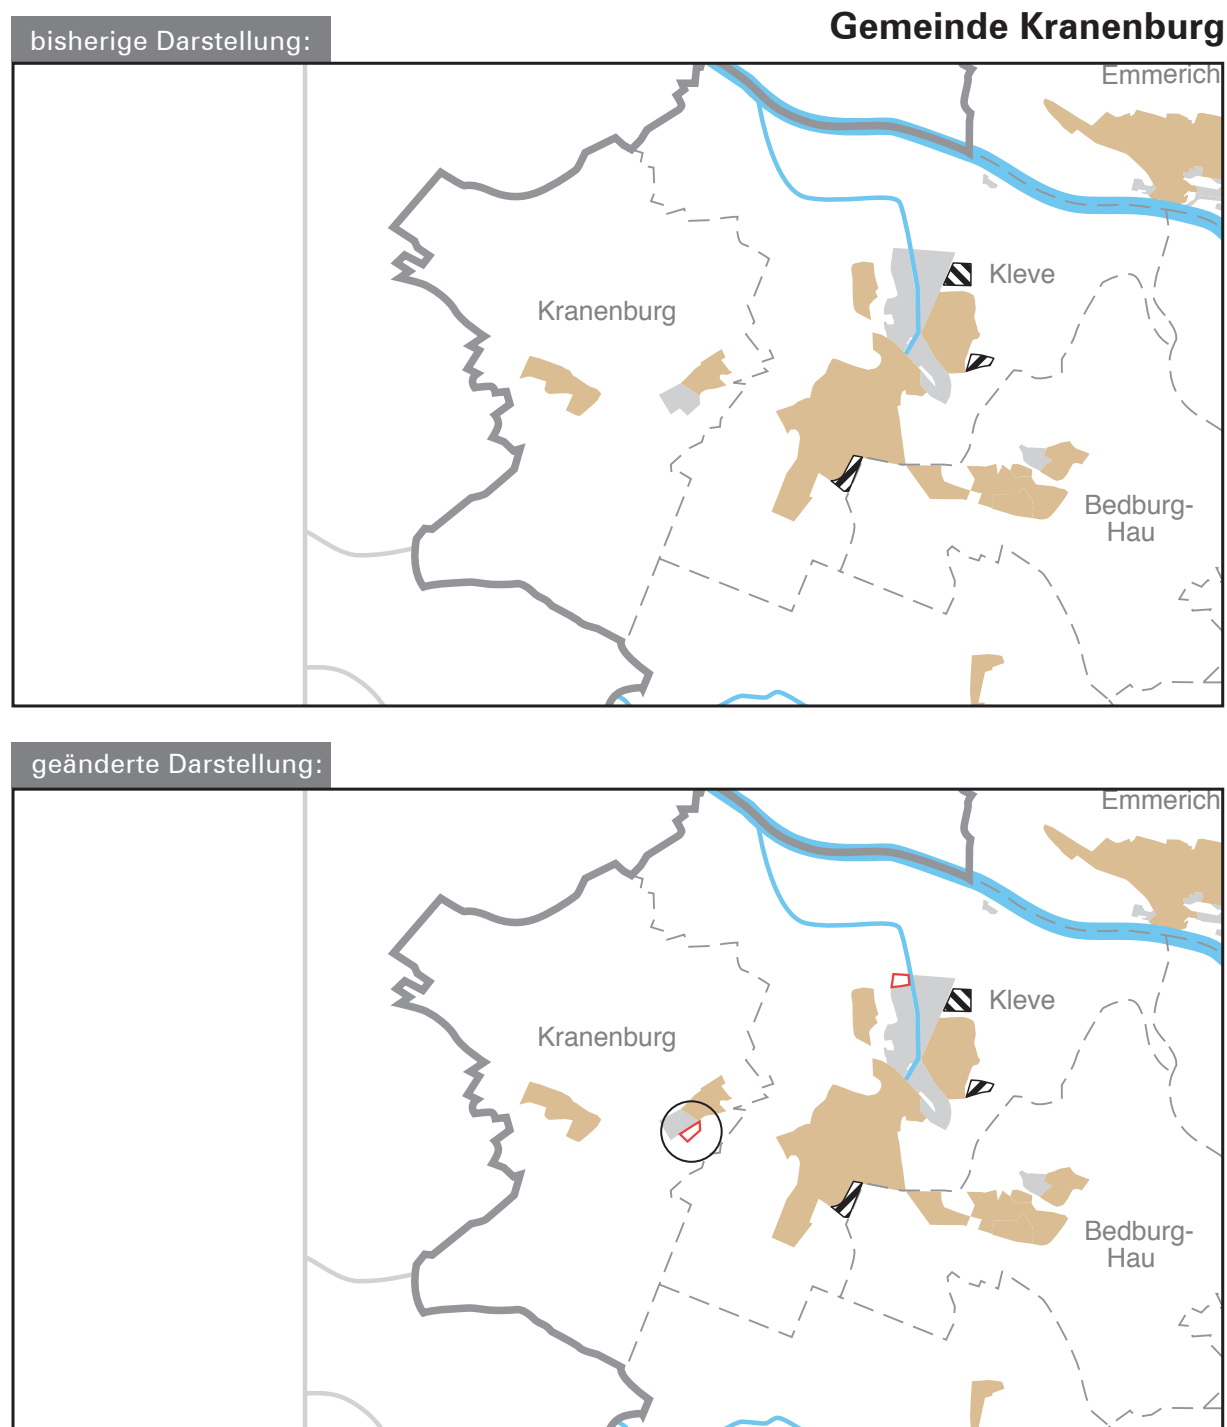 Gemeinde Kranenburg
bisherige Darstellung:
Emmerich
Kleve
Kranenburg
Bedburg-
Hau
geänderte Darstellung:
Emmerich
Kleve
Kranenburg
Bedburg-
Hau